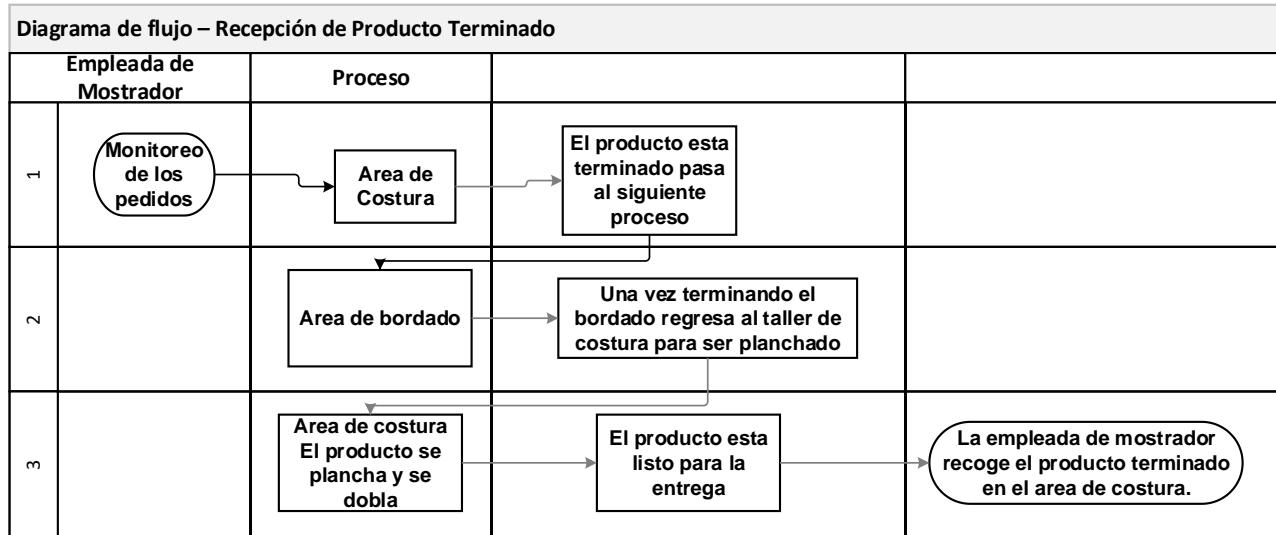 Diagrama de flujo – Recepción de Producto Terminado
Empleada de
Mostrador
Proceso
1
Monitoreo
de los
pedidos
Area de
Costura
El producto esta
terminado pasa
al siguiente
proceso
2
Area de bordado
Una vez terminando el
bordado regresa al taller de
costura para ser planchado
3
Area de costura
El producto se
plancha y se
dobla
El producto esta
listo para la
entrega
La empleada de mostrador
recoge el producto terminado
en el area de costura.